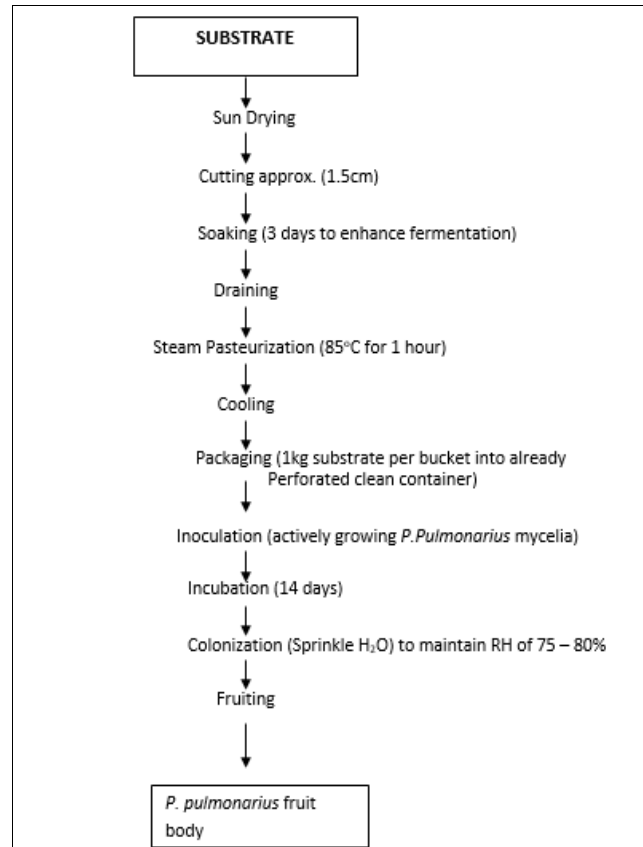 SUBSTRATE
Sun Drying
Cutting approx. (1.5cm)
Soaking (3 days to enhance fermentation)
Draining
Steam Pasteurization (85°C for 1 hour)
Cooling
Packaging (1kg substrate per bucket into already
Perforated clean container)
Inoculation (actively growing P.Pulmonarius mycelia)
Incubation (14 days)
Colonization (Sprinkle H₂O) to maintain RH of 75 – 80%
Fruiting
P. pulmonarius fruit
body